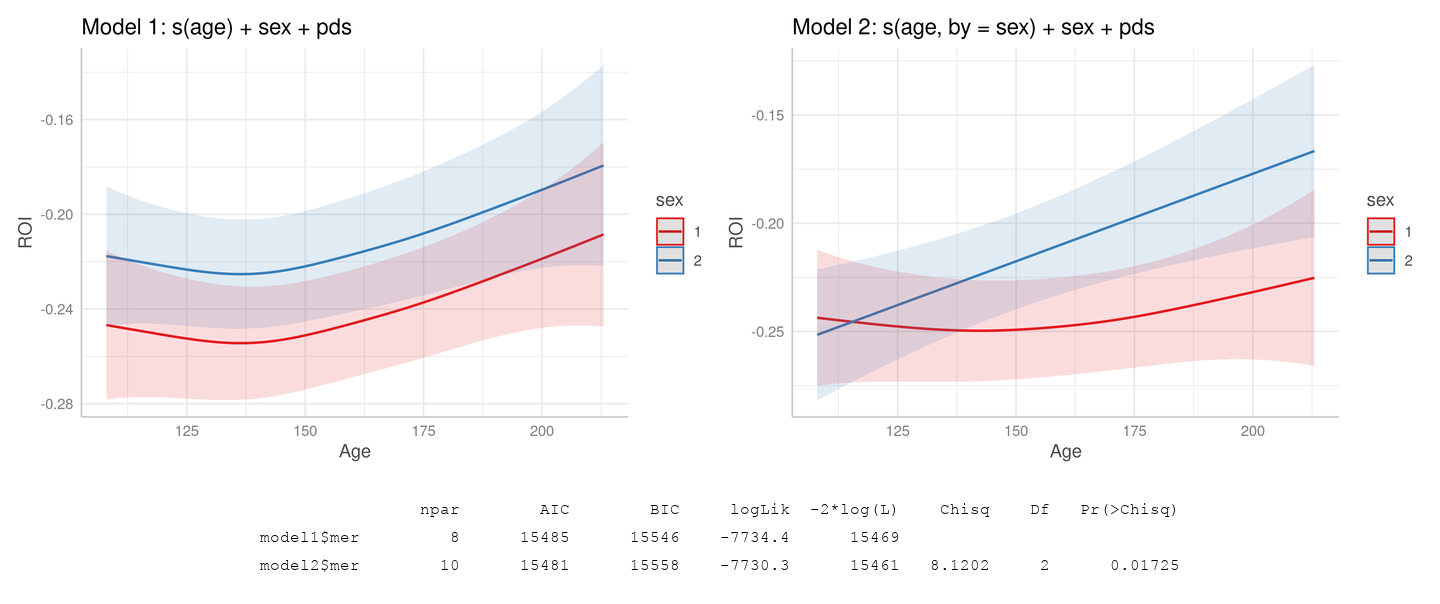 Model 1: s(age) + sex + pds
-0.16
-0.20
-0.24
-0.28
ROI
125 150 175 200
Age
sex
1
2
Model 2: s(age, by = sex) + sex + pds
-0.15
-0.20
-0.25
ROI
125 150 175 200
Age
sex
1
2
npar AIC BIC logLik -2*log(L) Chisq Df Pr(>Chisq)
model1$mer 8 15485 15546 -7734.4 15469
model2$mer 10 15481 15558 -7730.3 15461 8.1202 2 0.01725